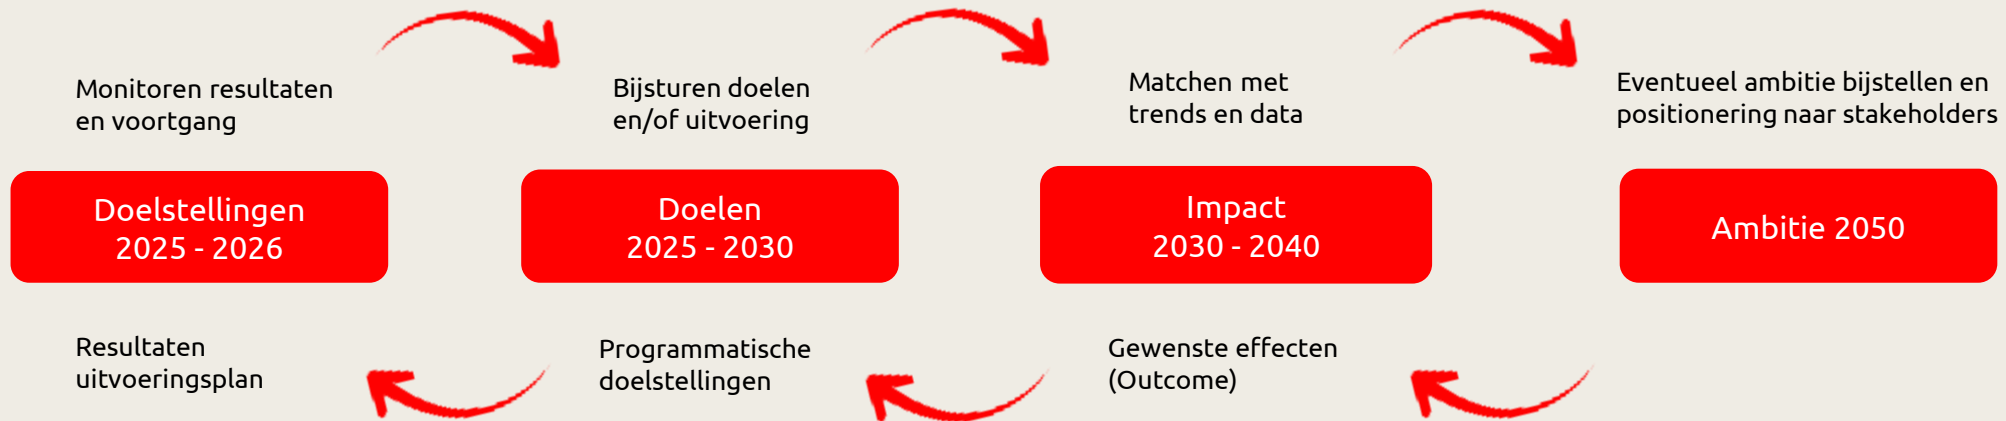 Monitoren resultaten
en voortgang
Bijsturen doelen
en/of uitvoering
Matchen met
trends en data
Eventueel ambitie bijstellen en
positionering naar stakeholders
Doelstellingen
2025 - 2026
Doelen
2025 - 2030
Impact
2030 - 2040
Ambitie 2050
Resultaten
uitvoeringsplan
Programmatische
doelstellingen
Gewenste effecten
(Outcome)